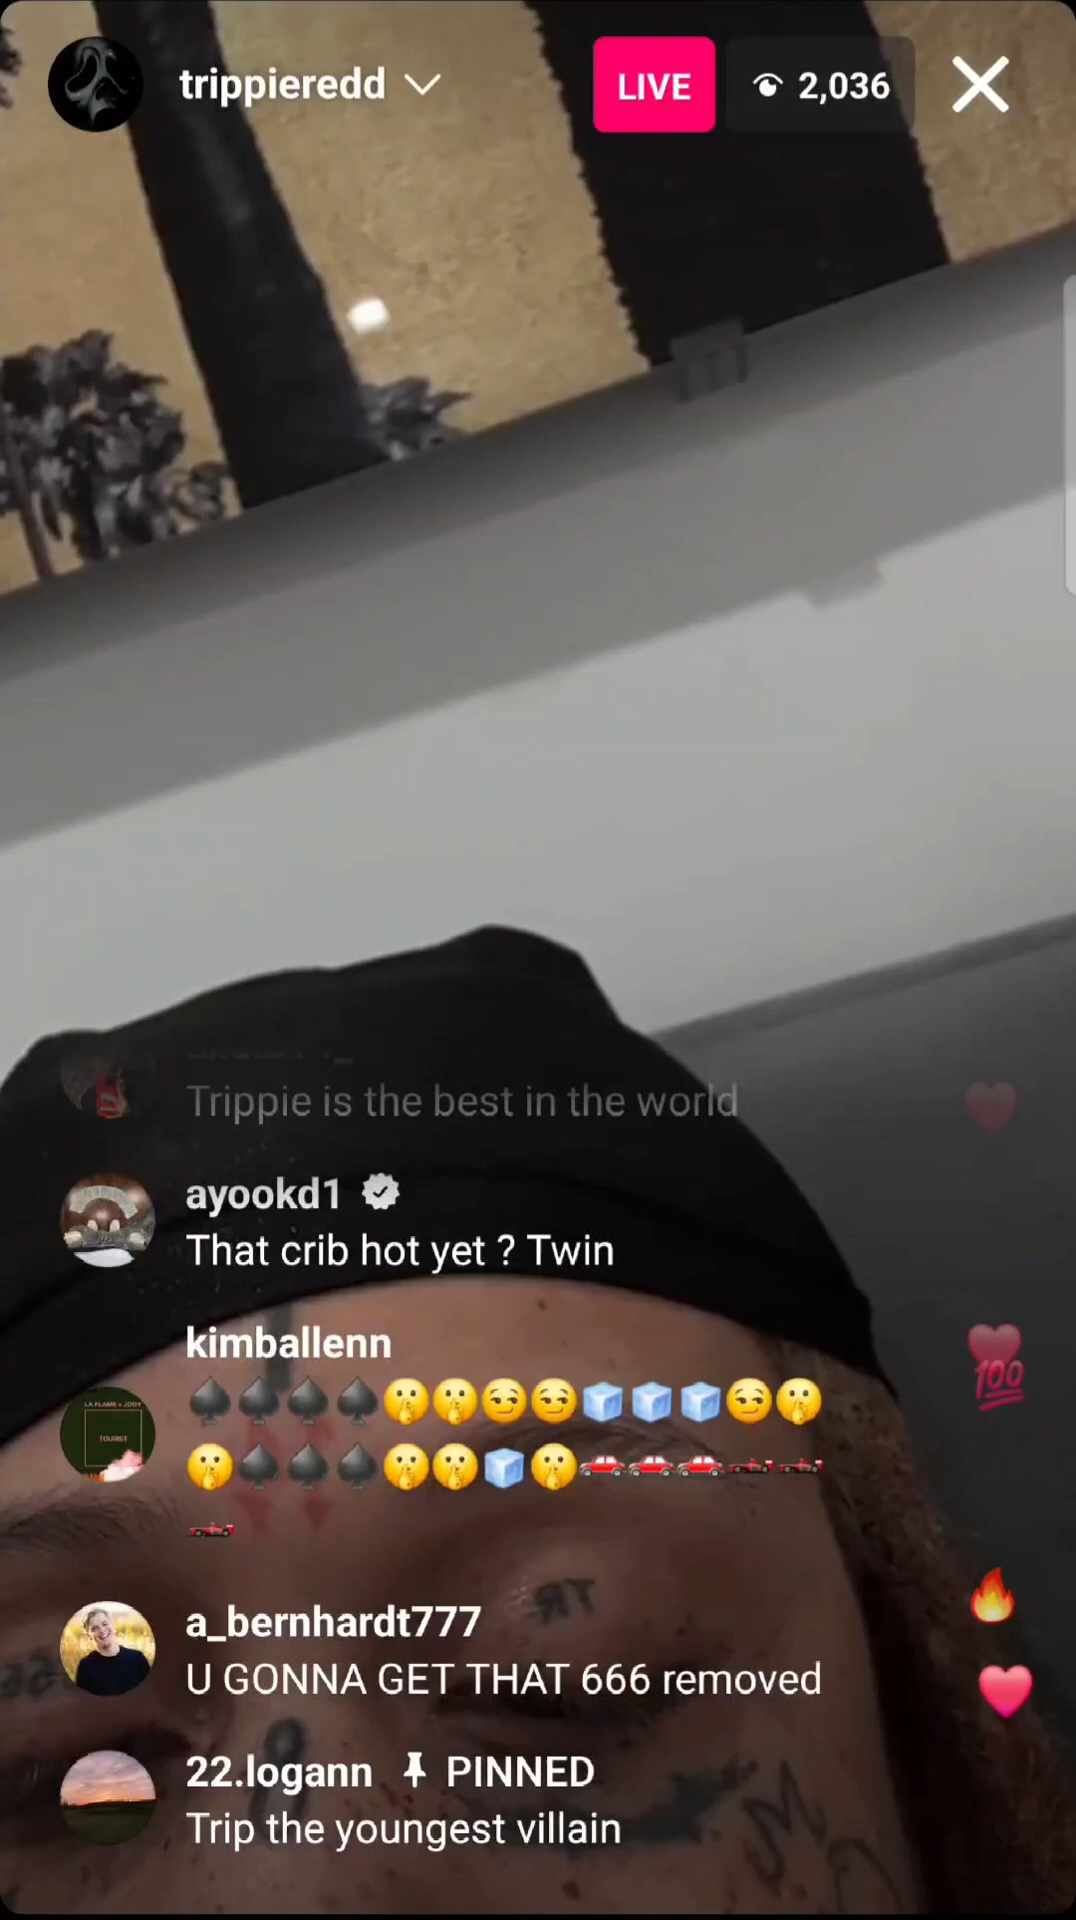 trippieredd
LIVE
2,036
Trippie is the best in the world
ayookd1
That crib hot yet ? Twin
kimballenn
♠️♠️♠️♠️🤫🤫😏😏🧊🧊🧊😏🤫
🤫♠️♠️♠️🤫🤫🧊🤫🚗🚗🚗🏎️🏎️
🏎️
a_bernhardt777
U GONNA GET THAT 666 removed
22.logann PINNED
Trip the youngest villain
💯